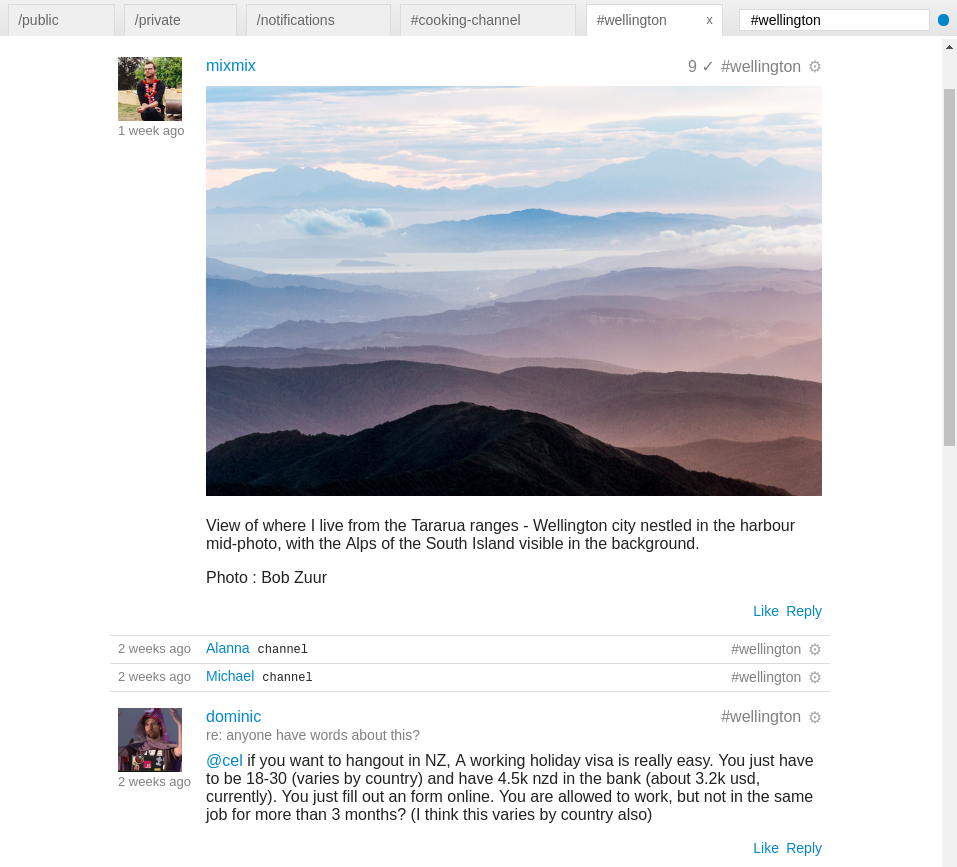 /public /private /notifications #cooking-channel #wellington x #wellington
mixmix 9 ✓ #wellington ⚙
1 week ago
View of where I live from the Tararua ranges - Wellington city nestled in the harbour
mid-photo, with the Alps of the South Island visible in the background.
Photo : Bob Zuur
Like Reply
2 weeks ago Alanna channel #wellington ⚙
2 weeks ago Michael channel #wellington ⚙
dominic #wellington ⚙
re: anyone have words about this?
2 weeks ago
@cel if you want to hangout in NZ, A working holiday visa is really easy. You just have
to be 18-30 (varies by country) and have 4.5k nzd in the bank (about 3.2k usd,
currently). You just fill out an form online. You are allowed to work, but not in the same
job for more than 3 months? (I think this varies by country also)
Like Reply